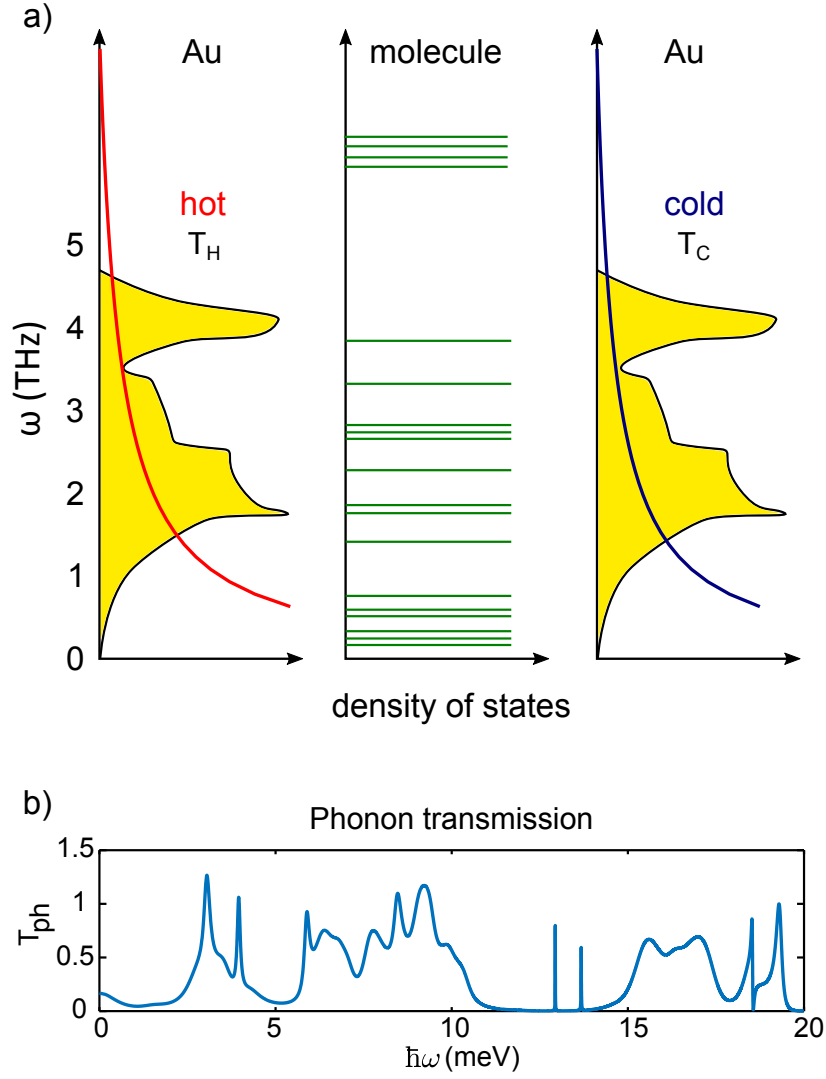 a)
Au
molecule
Au
hot
T_H
cold
T_C
5
4
3
2
1
0
ω (THz)
density of states
b)
Phonon transmission
1.5
1
0.5
0
T_ph
0
5
10
15
20
ħω (meV)